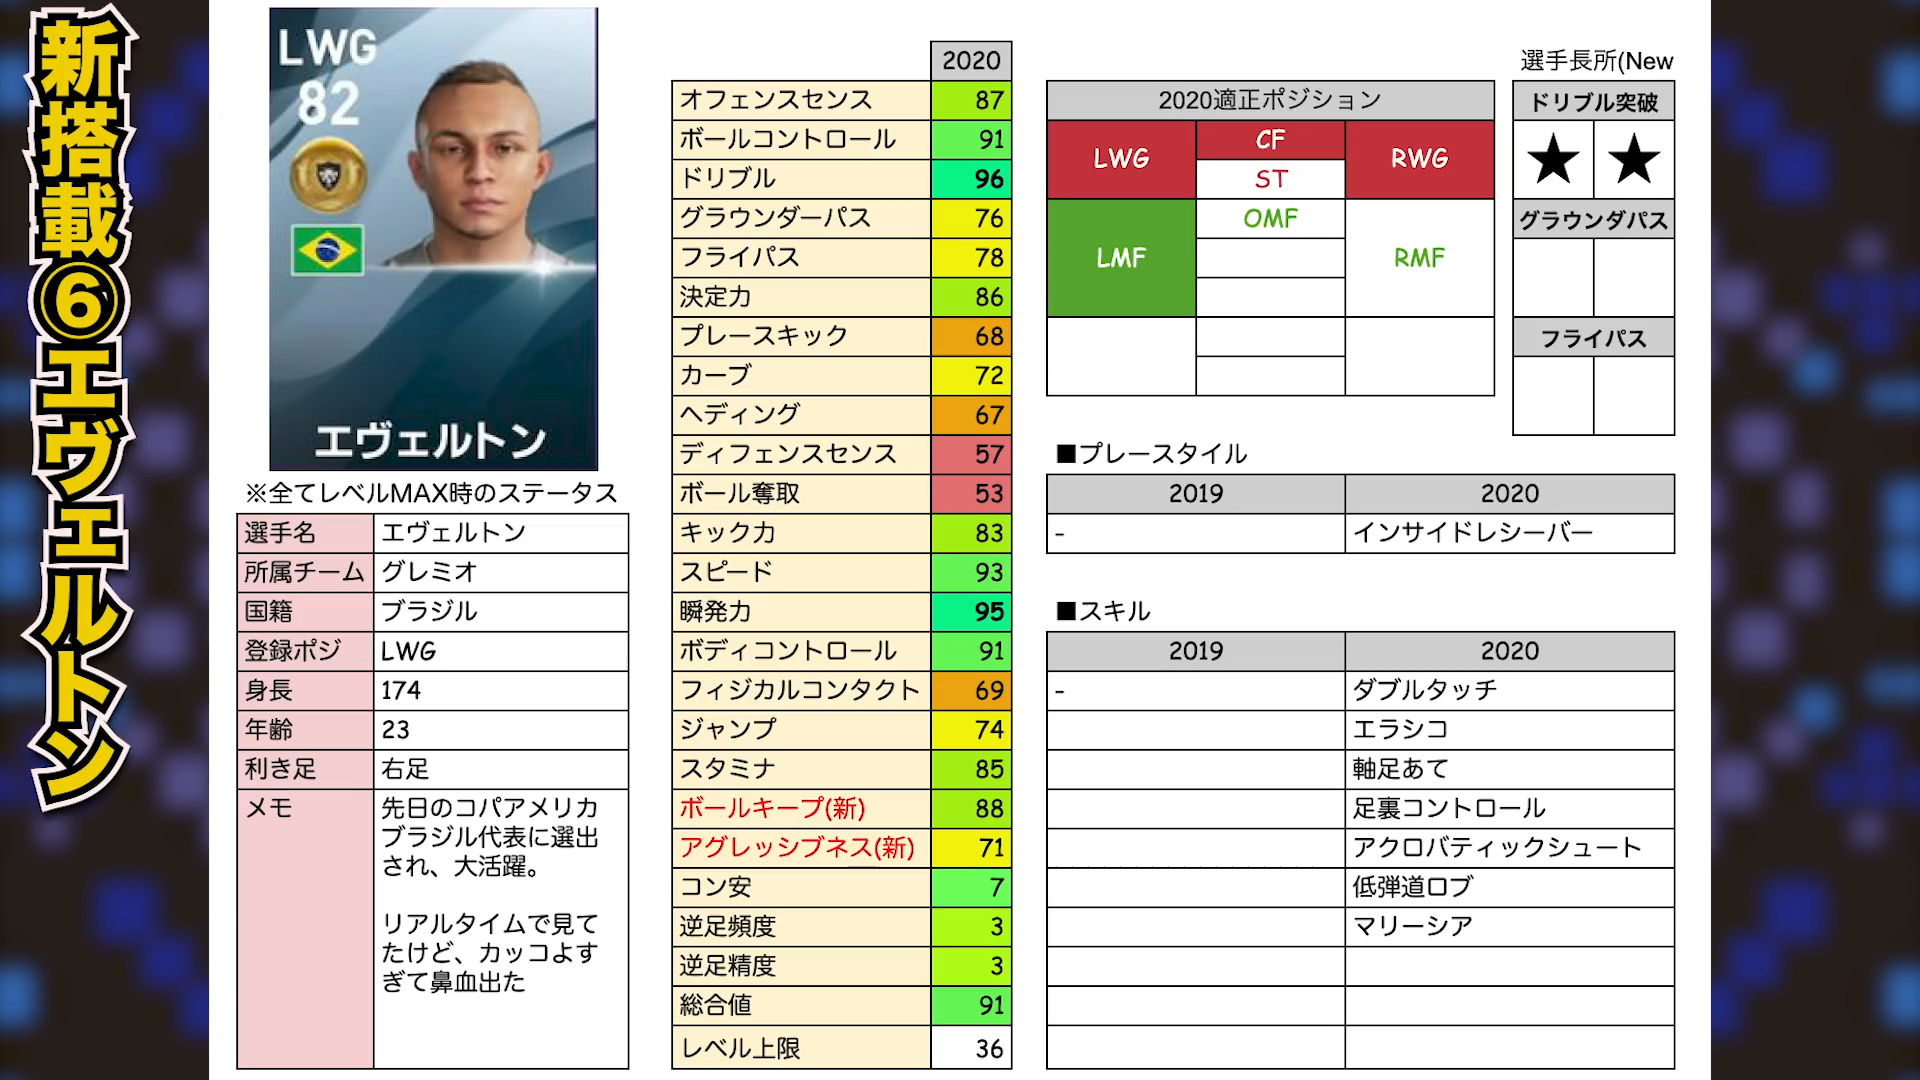 新搭載⑥エヴェルトン
LWG
82
エヴェルトン
※全てレベルMAX時のステータス
選手名 エヴェルトン
所属チーム グレミオ
国籍 ブラジル
登録ポジ LWG
身長 174
年齢 23
利き足 右足
メモ 先日のコパアメリカ
ブラジル代表に選出
され、大活躍。
リアルタイムで見て
たけど、カッコよす
ぎて鼻血出た
2020
オフェンスセンス 87
ボールコントロール 91
ドリブル 96
グラウンダーパス 76
フライパス 78
決定力 86
プレースキック 68
カーブ 72
ヘディング 67
ディフェンスセンス 57
ボール奪取 53
キック力 83
スピード 93
瞬発力 95
ボディコントロール 91
フィジカルコンタクト 69
ジャンプ 74
スタミナ 85
ボールキープ(新) 88
アグレッシブネス(新) 71
コン安 7
逆足頻度 3
逆足精度 3
総合値 91
レベル上限 36
2020適正ポジション
LWG CF RWG
ST
LMF OMF RMF
選手長所(New
ドリブル突破
★ ★
グラウンダパス
フライパス
■プレースタイル
2019 2020
- インサイドレシーバー
■スキル
2019 2020
- ダブルタッチ
エラシコ
軸足あて
足裏コントロール
アクロバティックシュート
低弾道ロブ
マリーシア